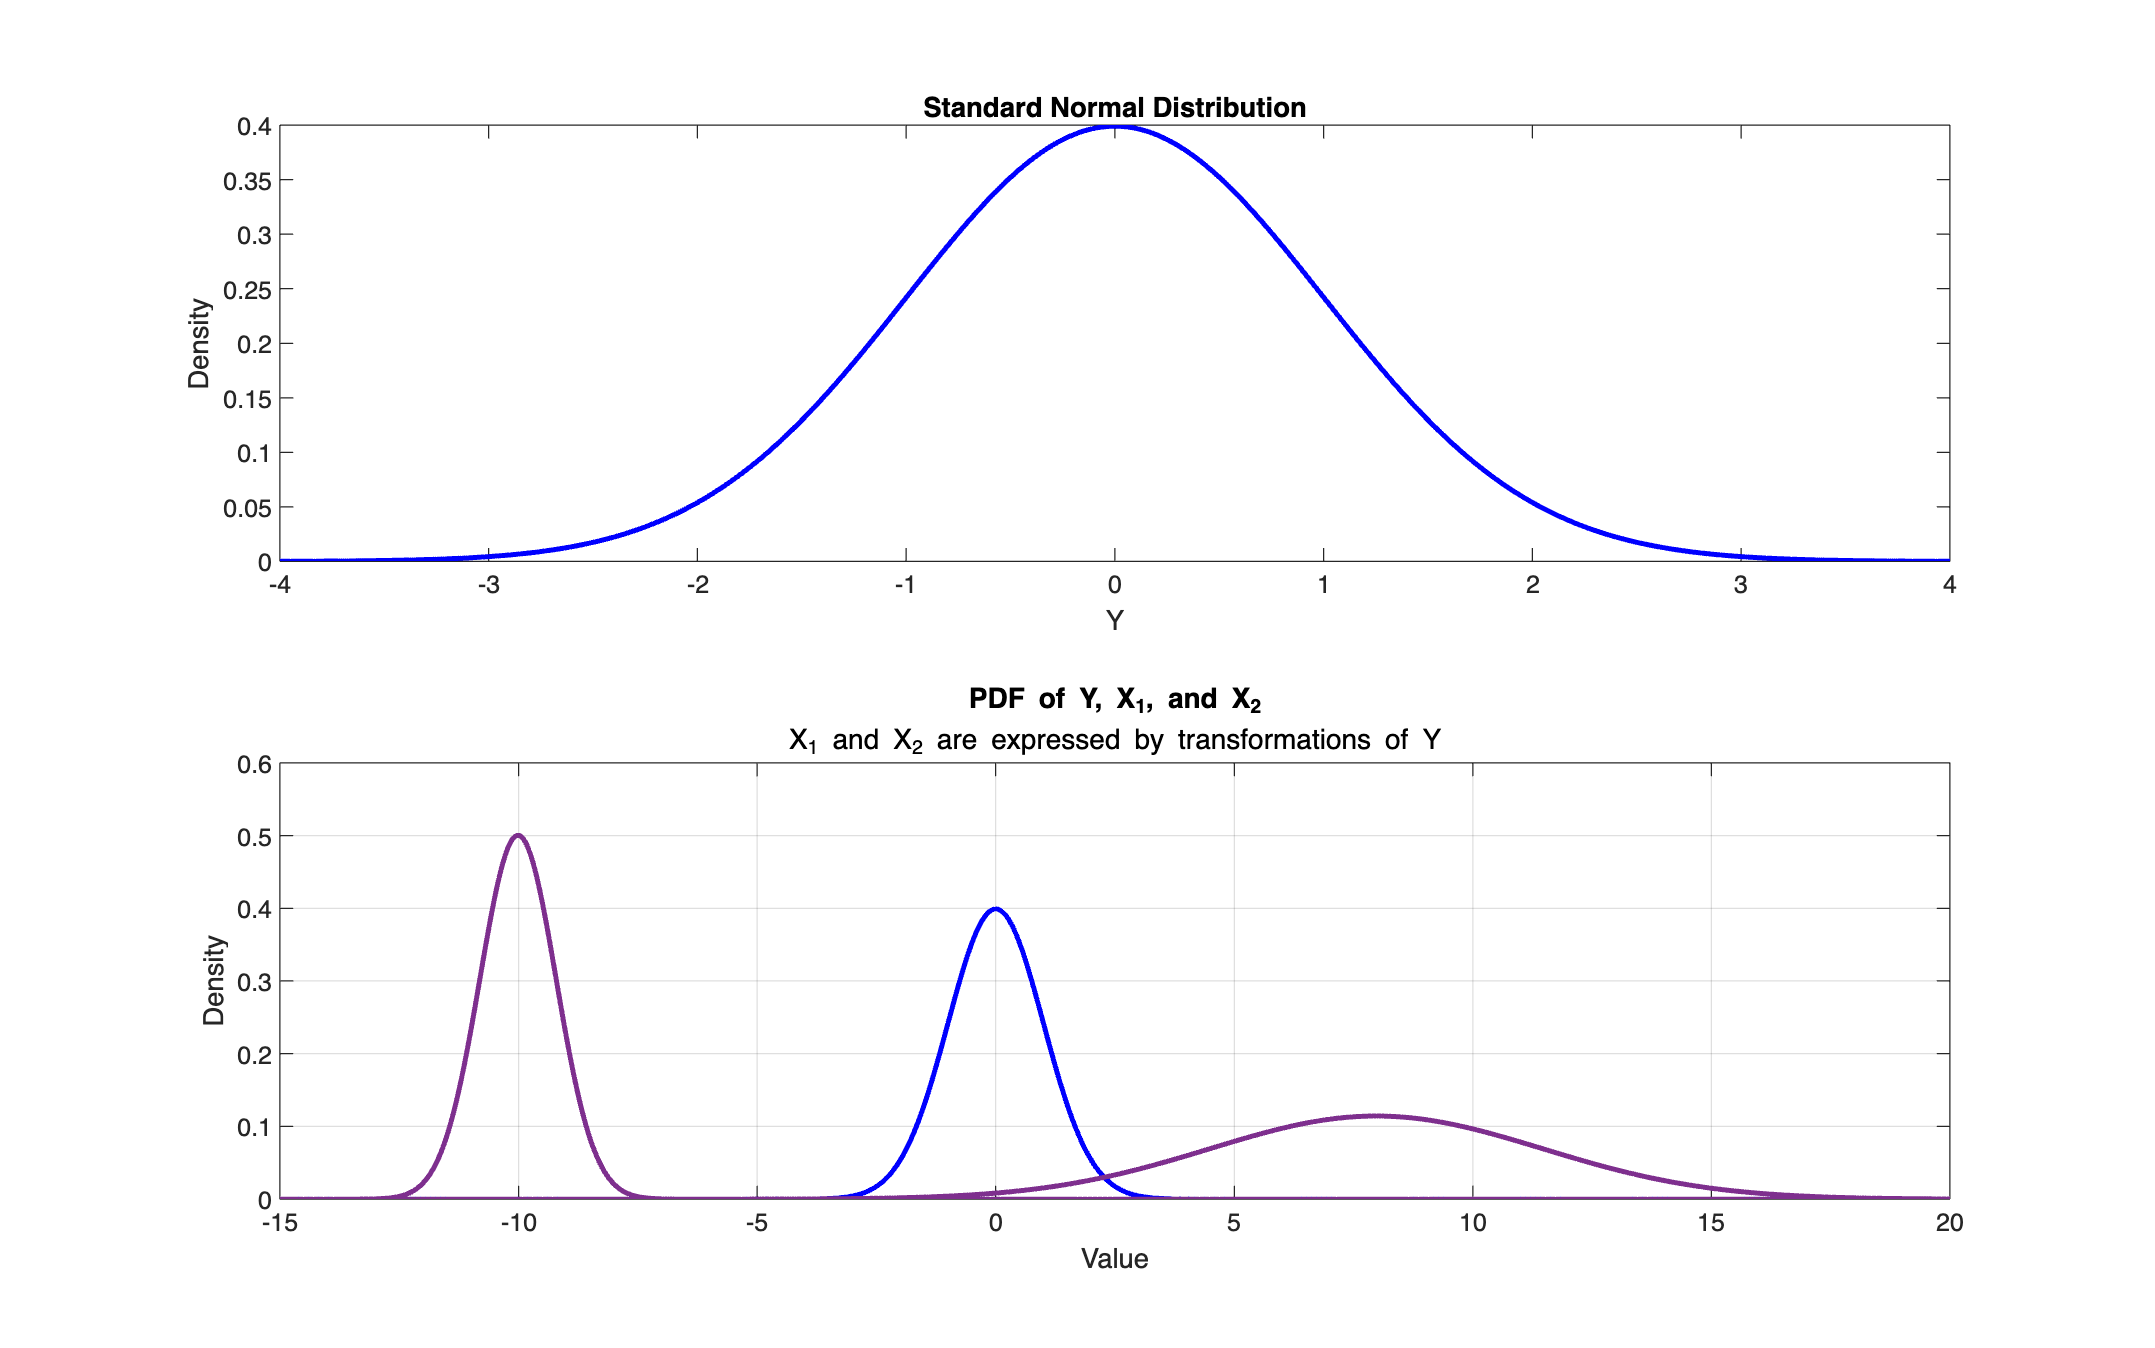 Standard Normal Distribution
0.4
0.35
0.3
0.25
0.2
0.15
0.1
0.05
0
Density
-4 -3 -2 -1 0 1 2 3 4
Y
PDF of Y, X₁, and X₂
X₁ and X₂ are expressed by transformations of Y
0.6
0.5
0.4
0.3
0.2
0.1
0
Density
-15 -10 -5 0 5 10 15 20
Value